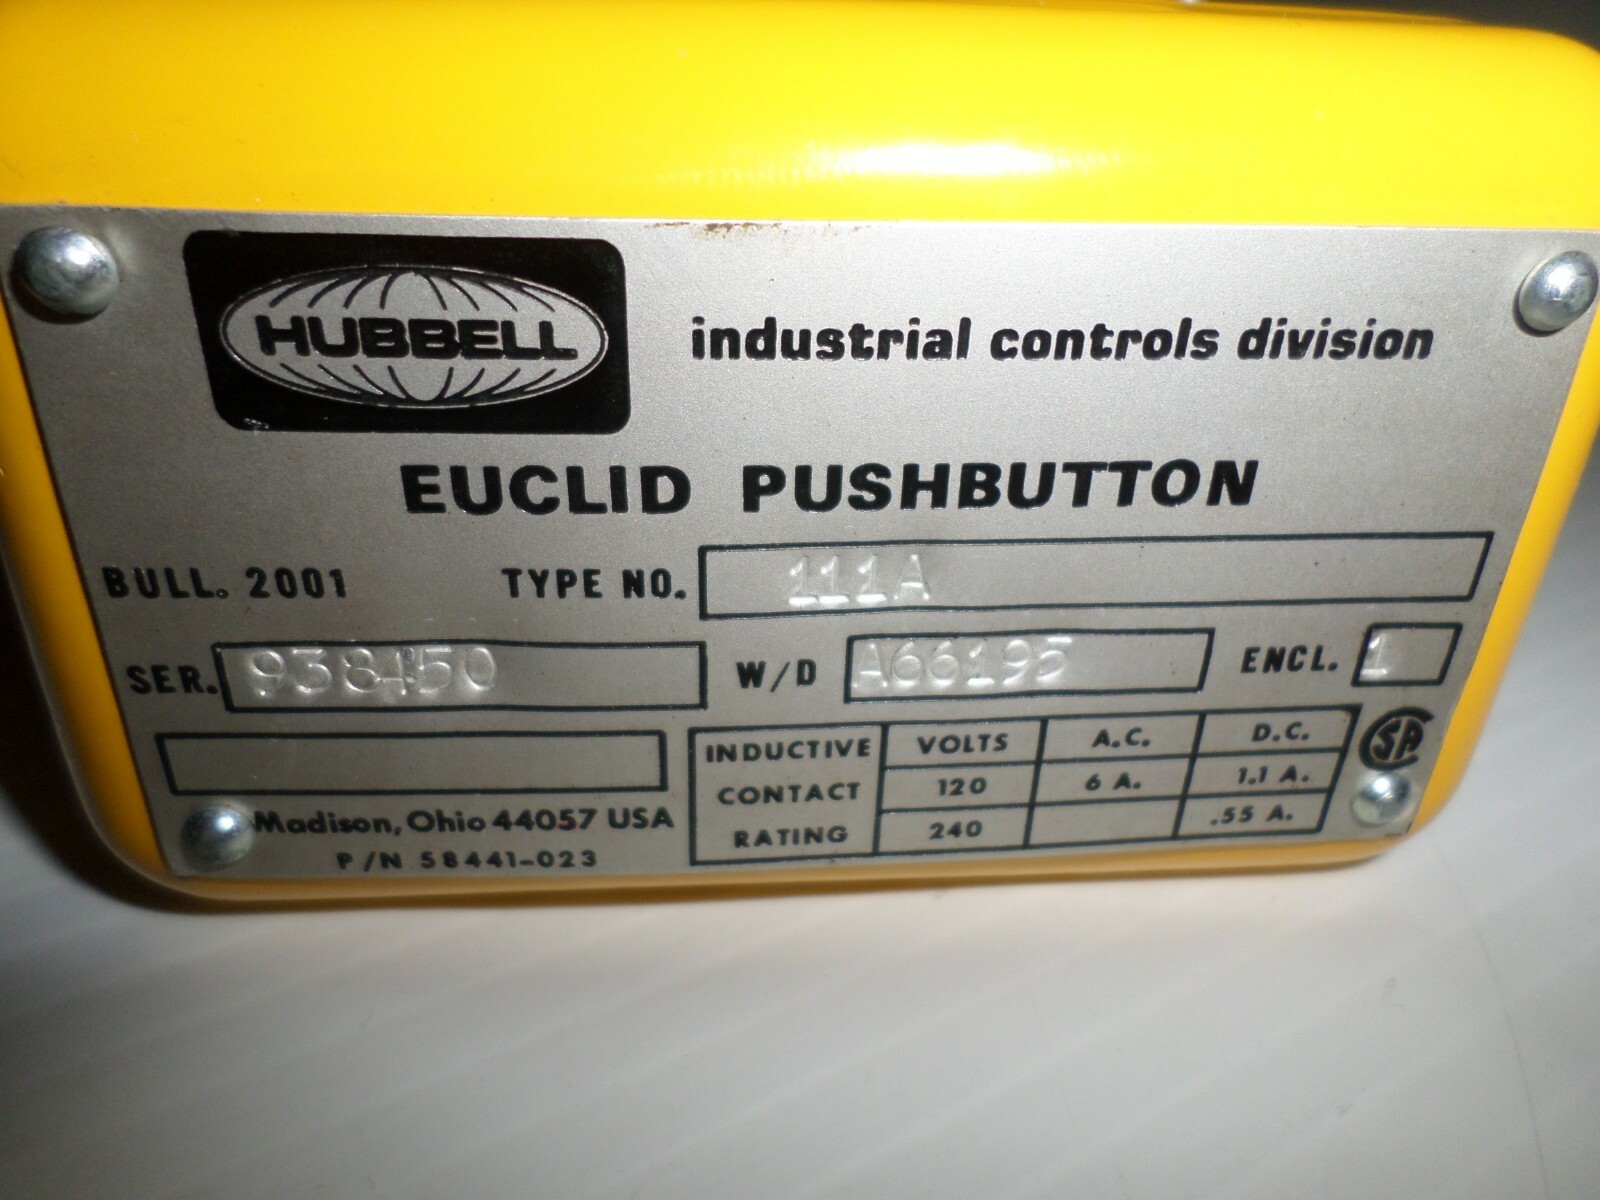 HUBBELL
industrial controls division
EUCLID PUSHBUTTON
BULL. 2001 TYPE NO. 111A
SER. 938450 W/D A66195 ENCL. 1
INDUCTIVE CONTACT RATING
VOLTS A.C. D.C.
120 6 A. 1.1 A.
240 .55 A.
SA
Madison, Ohio 44057 USA
P/N 58441-023